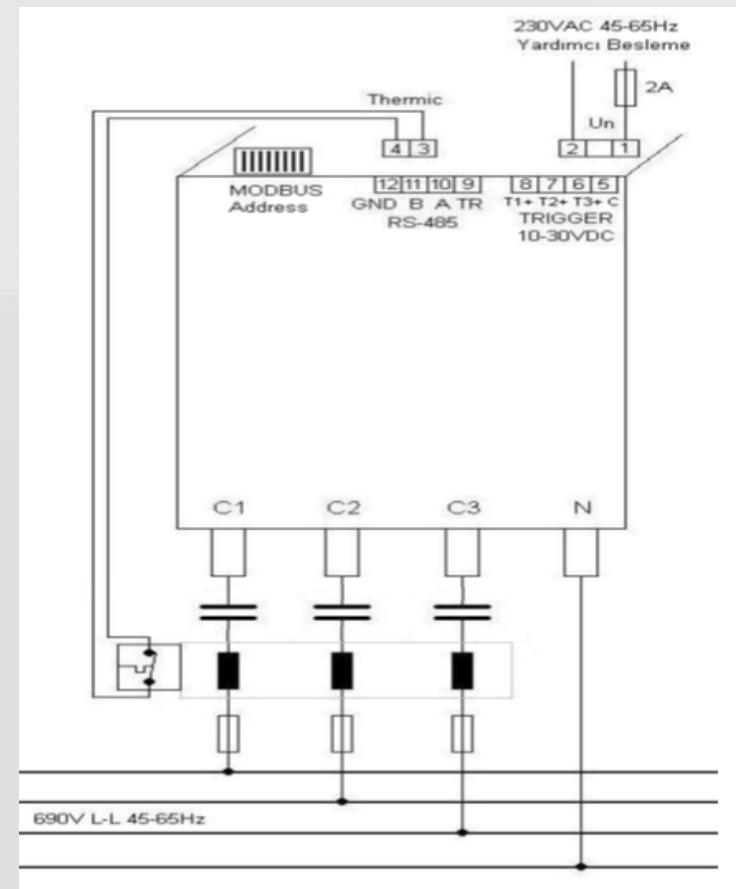 230VAC 45-65Hz
Yardımcı Besleme
2A
Thermic
Un
4 3
2 1
MODBUS
Address
12 11 10 9
GND B A TR
RS-485
8 7 6 5
T1+ T2+ T3+ C
TRIGGER
10-30VDC
C1 C2 C3 N
690V L-L 45-65Hz